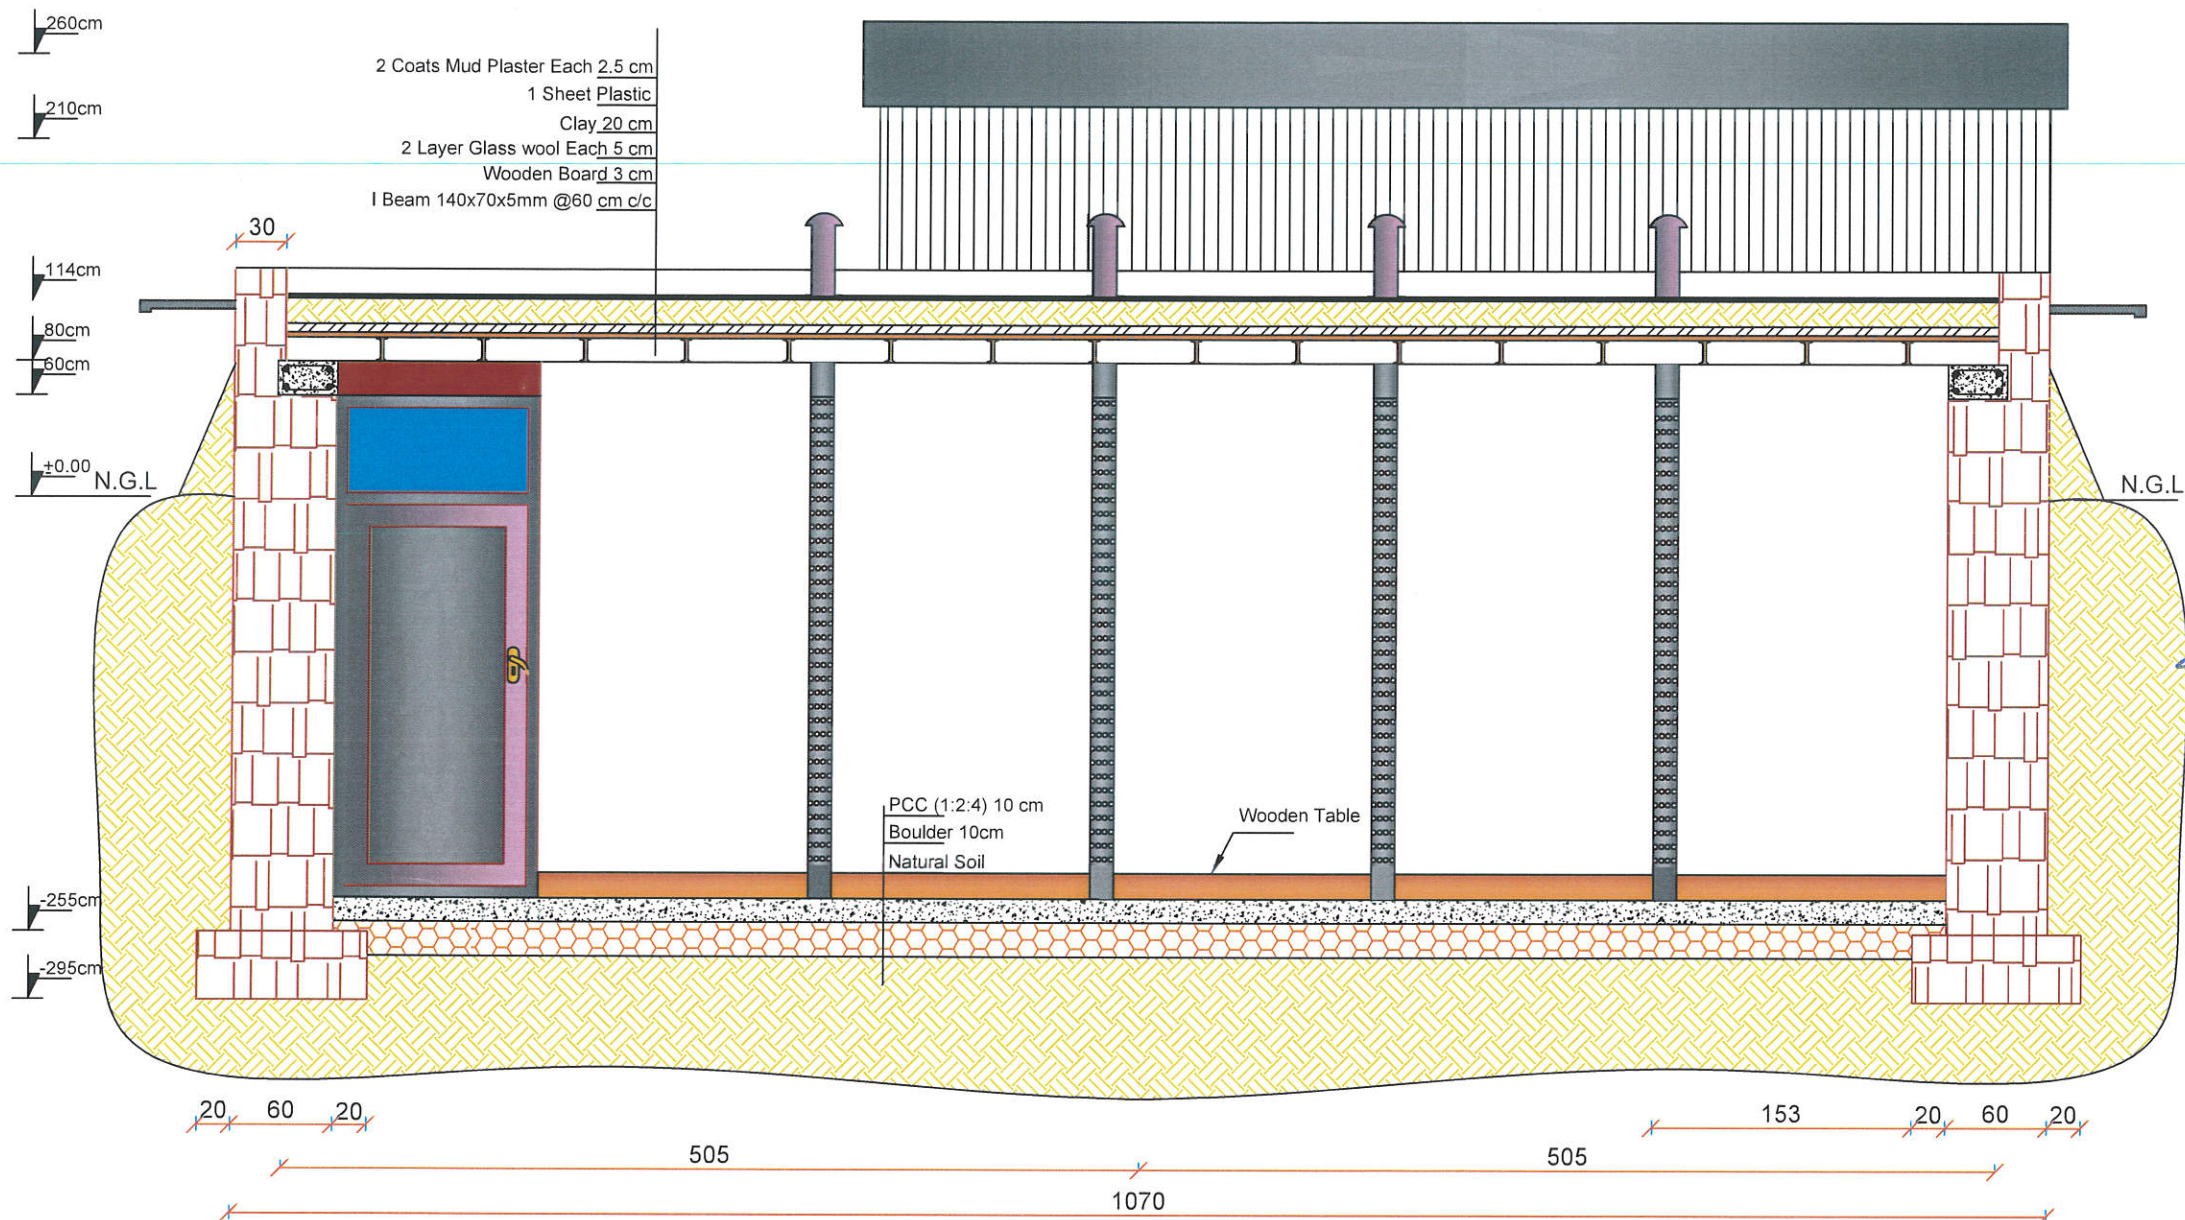 260cm
210cm
2 Coats Mud Plaster Each 2.5 cm
1 Sheet Plastic
Clay 20 cm
2 Layer Glass wool Each 5 cm
Wooden Board 3 cm
I Beam 140x70x5mm @60 cm c/c
30
114cm
80cm
60cm
±0.00
N.G.L
N.G.L
PCC (1:2:4) 10 cm
Boulder 10cm
Natural Soil
Wooden Table
-255cm
-295cm
20 60 20
153 20 60 20
505 505
1070